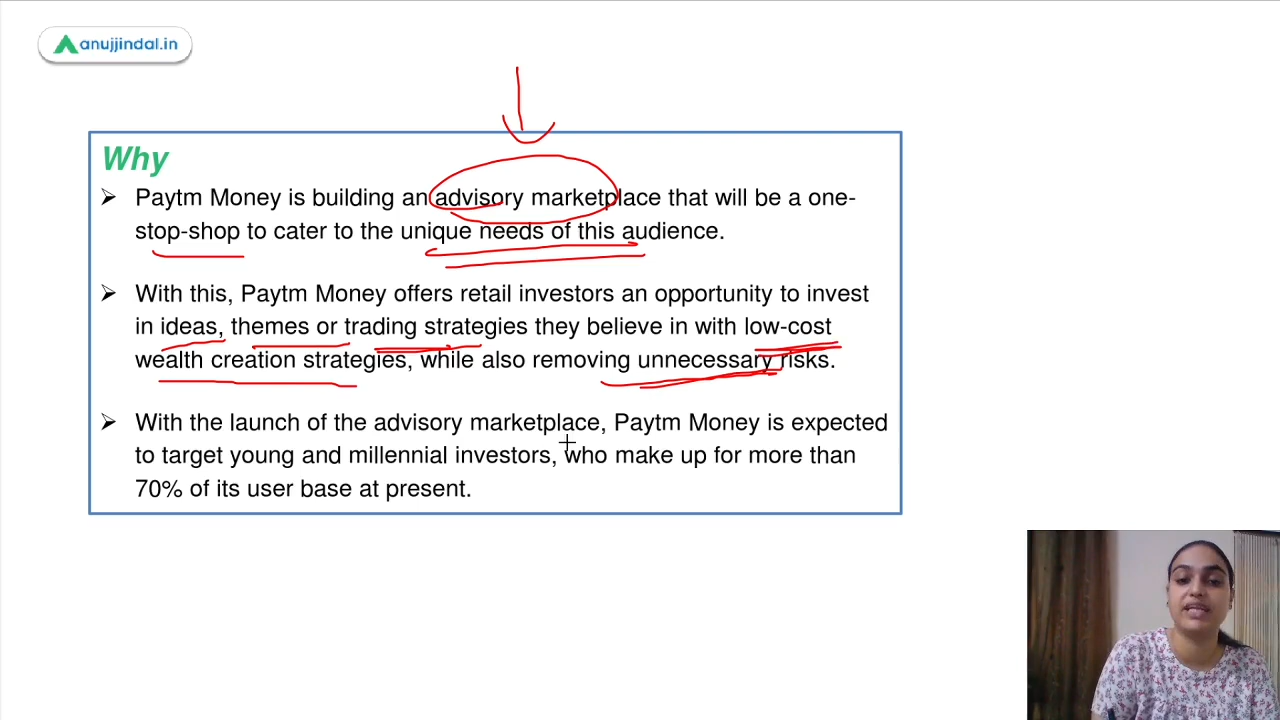 anujjindal.in
Why
Paytm Money is building an advisory marketplace that will be a one-
stop-shop to cater to the unique needs of this audience.
With this, Paytm Money offers retail investors an opportunity to invest
in ideas, themes or trading strategies they believe in with low-cost
wealth creation strategies, while also removing unnecessary risks.
With the launch of the advisory marketplace, Paytm Money is expected
to target young and millennial investors, who make up for more than
70% of its user base at present.